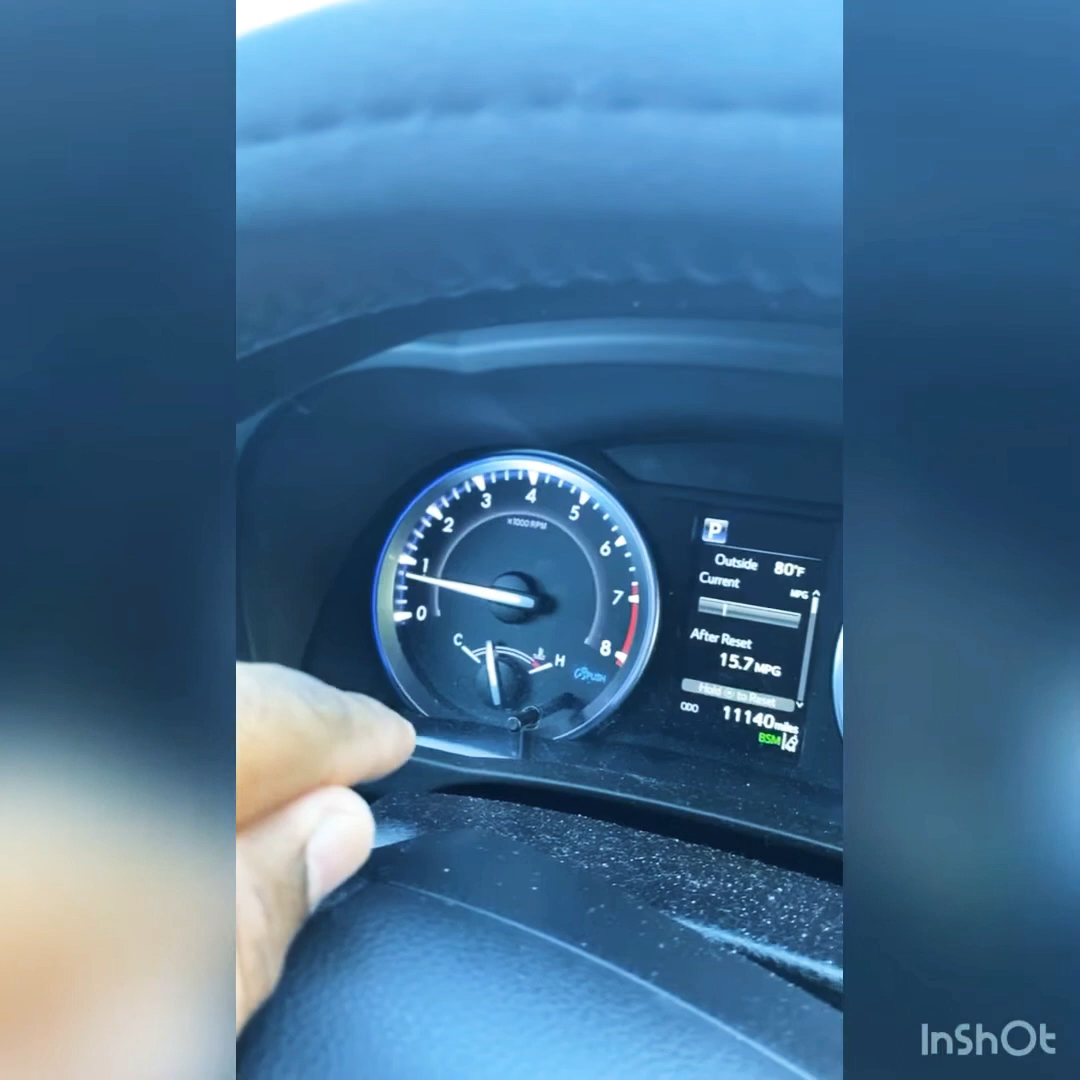 0
1
2
3
4
5
6
7
8
×1000 RPM
C
H
PUSH
P
Outside 80°F
Current
MPG
After Reset
15.7 MPG
Hold to Reset
ODO 11140 miles
BSM
InShOt